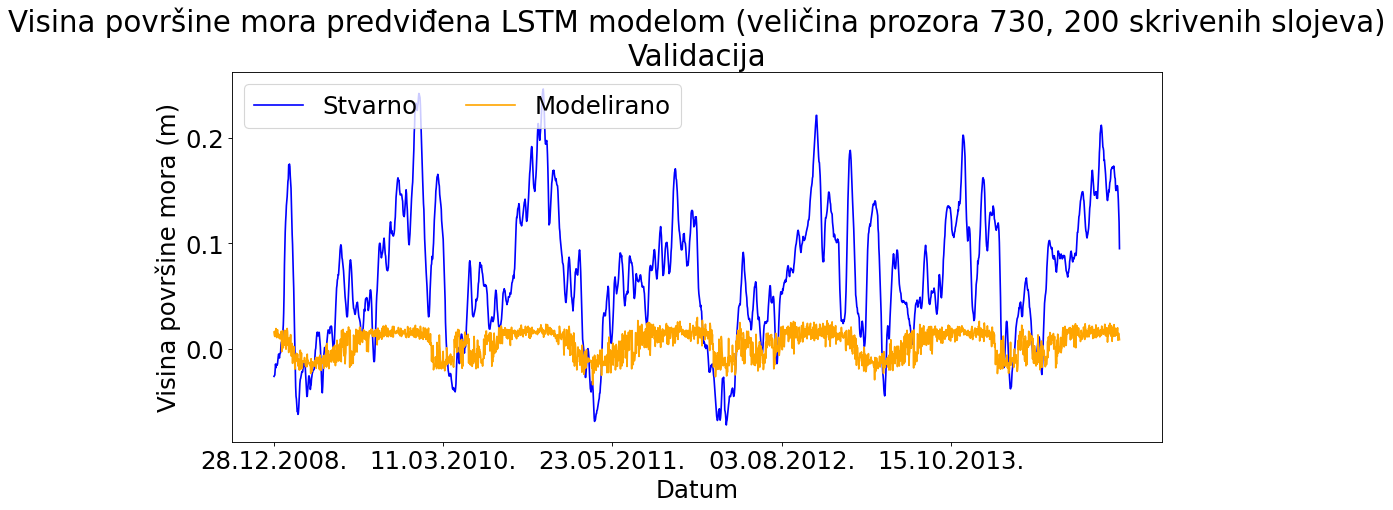 Visina površine mora predviđena LSTM modelom (veličina prozora 730, 200 skrivenih slojeva)
Validacija
Stvarno Modelirano
Visina površine mora (m)
0.2
0.1
0.0
28.12.2008. 11.03.2010. 23.05.2011. 03.08.2012. 15.10.2013.
Datum